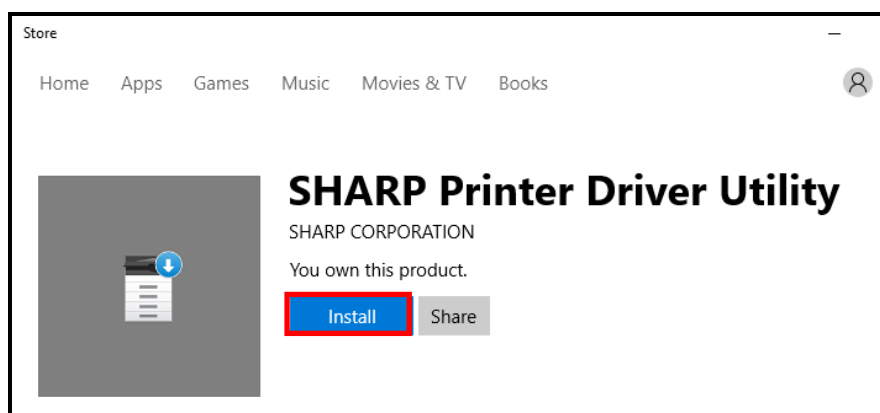 Store
Home Apps Games Music Movies & TV Books
SHARP Printer Driver Utility
SHARP CORPORATION
You own this product.
Install Share